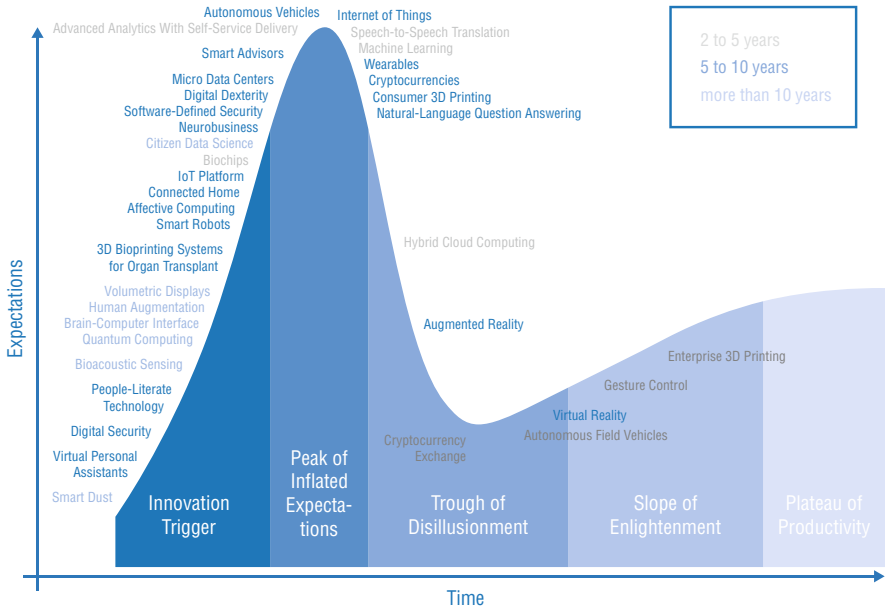 Autonomous Vehicles
Advanced Analytics With Self-Service Delivery
Smart Advisors
Micro Data Centers
Digital Dexterity
Software-Defined Security
Neurobusiness
Citizen Data Science
Biochips
IoT Platform
Connected Home
Affective Computing
Smart Robots
3D Bioprinting Systems
for Organ Transplant
Volumetric Displays
Human Augmentation
Brain-Computer Interface
Quantum Computing
Bioacoustic Sensing
People-Literate
Technology
Digital Security
Virtual Personal
Assistants
Smart Dust
Internet of Things
Speech-to-Speech Translation
Machine Learning
Wearables
Cryptocurrencies
Consumer 3D Printing
Natural-Language Question Answering
Hybrid Cloud Computing
Augmented Reality
Cryptocurrency
Exchange
Enterprise 3D Printing
Gesture Control
Virtual Reality
Autonomous Field Vehicles
2 to 5 years
5 to 10 years
more than 10 years
Innovation
Trigger
Peak of
Inflated
Expecta-
tions
Trough of
Disillusionment
Slope of
Enlightenment
Plateau of
Productivity
Expectations
Time